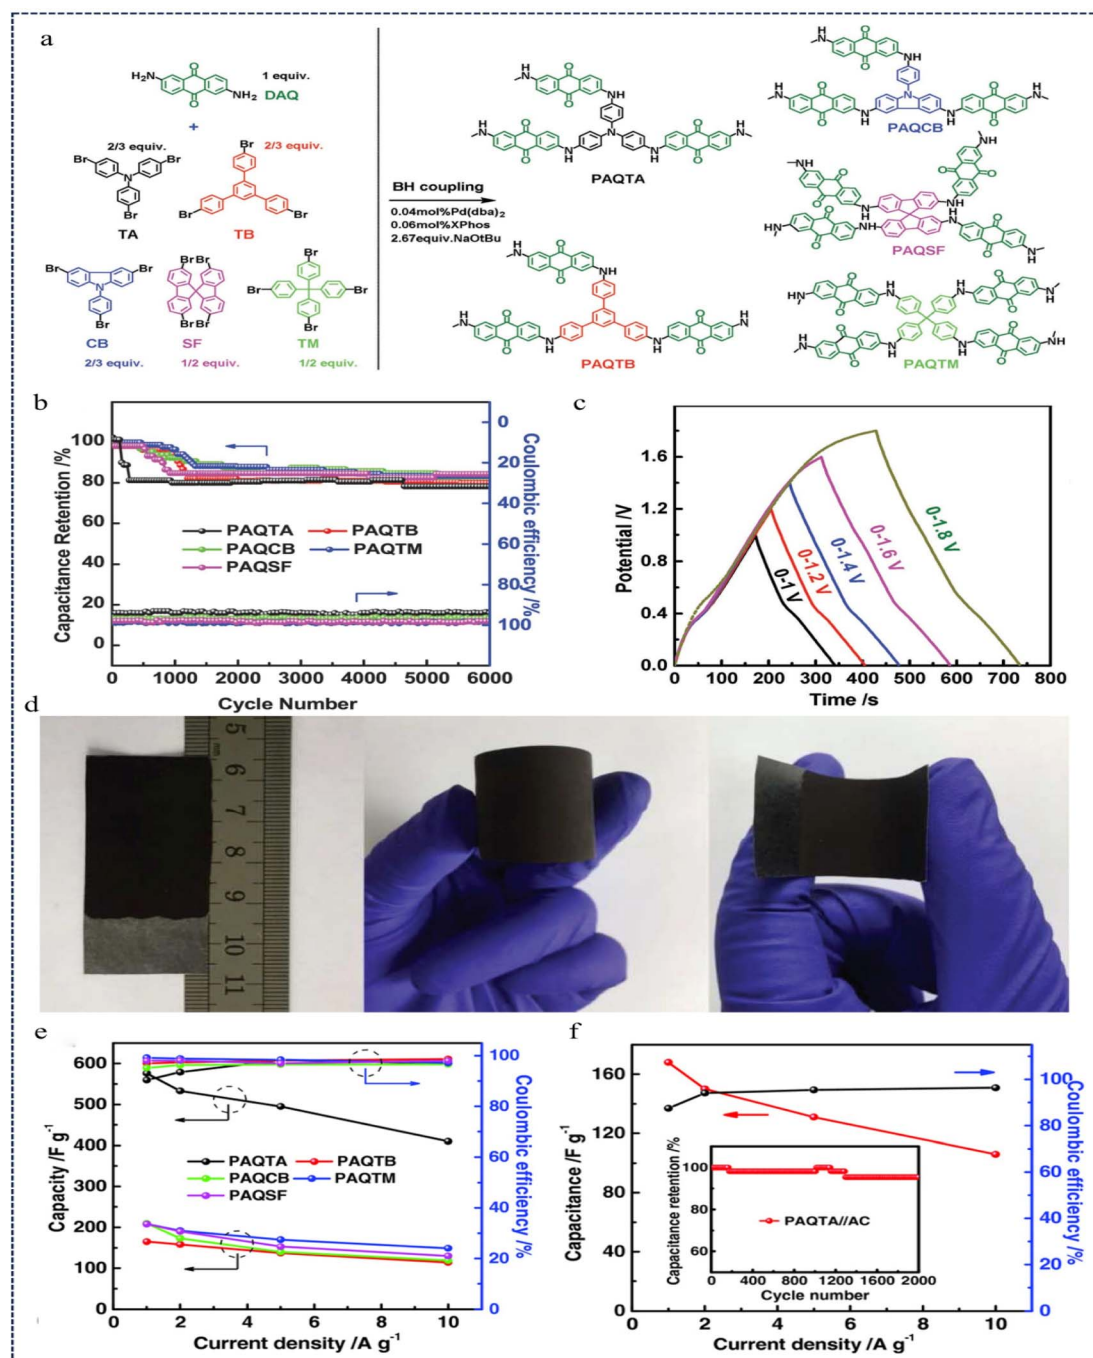 a
H₂N
O
O
NH₂
1 equiv.
DAQ
+
2/3 equiv.
Br
Br
N
Br
TA
2/3 equiv.
Br
Br
Br
TB
Br
Br
N
Br
CB
2/3 equiv.
Br
Br
Br
Br
SF
1/2 equiv.
Br
Br
Br
Br
TM
1/2 equiv.
BH coupling
0.04mol%Pd(dba)₂
0.06mol%XPhos
2.67equiv.NaOtBu
PAQTA
PAQTB
PAQCB
PAQSF
PAQTM
b
Capacitance Retention /%
100
80
60
40
20
0
PAQTA
PAQTB
PAQCB
PAQTM
PAQSF
0
20
40
60
80
100
Coulombic efficiency /%
0 1000 2000 3000 4000 5000 6000
Cycle Number
c
Potential /V
1.6
1.2
0.8
0.4
0.0
0-1 V
0-1.2 V
0-1.4 V
0-1.6 V
0-1.8 V
0 100 200 300 400 500 600 700 800
Time /s
d
5
mm
6
7
8
9
10
11
e
Capacity /F g⁻¹
600
500
400
300
200
100
0
PAQTA
PAQTB
PAQCB
PAQTM
PAQSF
100
80
60
40
20
0
Coulombic efficiency /%
0 2 4 6 8 10
Current density /A g⁻¹
f
Capacitance /F g⁻¹
160
140
120
100
80
60
0
100
80
60
40
20
0
Coulombic efficiency /%
Capacitance retention /%
100
80
60
PAQTA//AC
0 400 800 1200 1600 2000
Cycle number
0 2 4 6 8 10
Current density /A g⁻¹